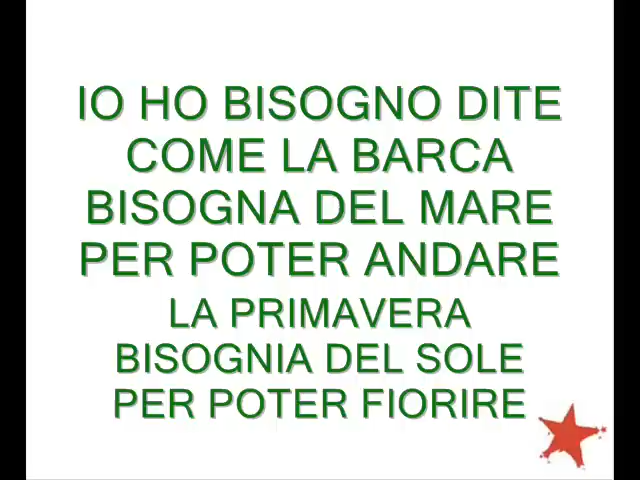 IO HO BISOGNO DITE
COME LA BARCA
BISOGNA DEL MARE
PER POTER ANDARE
LA PRIMAVERA
BISOGNIA DEL SOLE
PER POTER FIORIRE